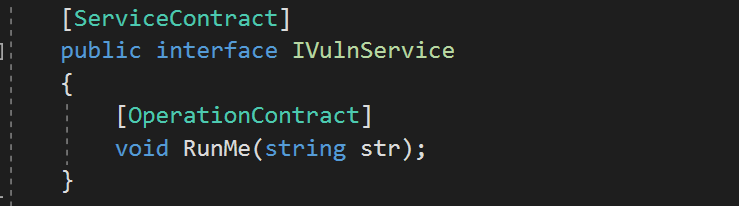 [ServiceContract]
public interface IVulnService
{
[OperationContract]
void RunMe(string str);
}